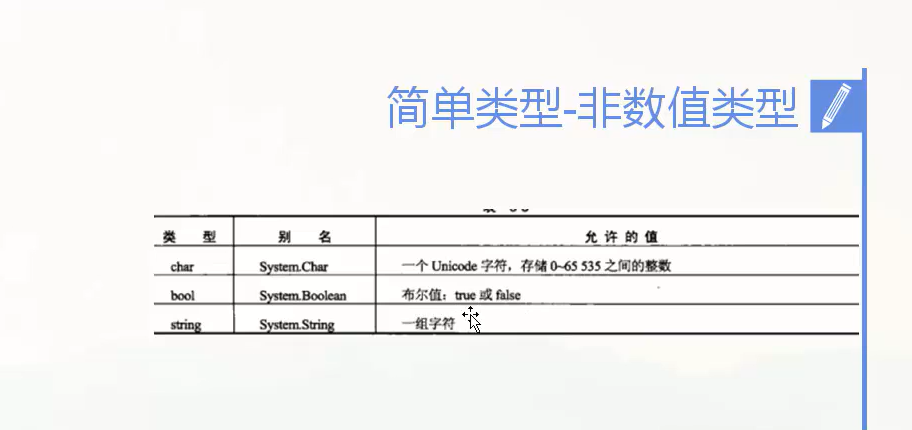 简单类型-非数值类型
类 型 别 名 允 许 的 值
char System.Char 一个 Unicode 字符，存储 0~65 535 之间的整数
bool System.Boolean 布尔值：true 或 false
string System.String 一组字符